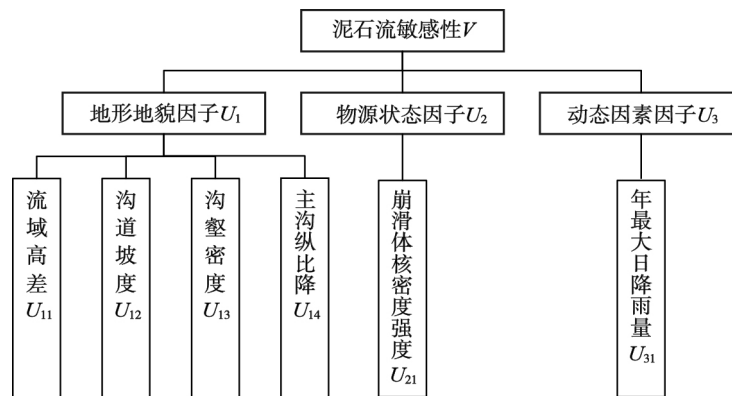 泥石流敏感性V
地形地貌因子U₁
物源状态因子U₂
动态因素因子U₃
流域高差U₁₁
沟道坡度U₁₂
沟壑密度U₁₃
主沟纵比降U₁₄
崩滑体核密度强度U₂₁
年最大日降雨量U₃₁